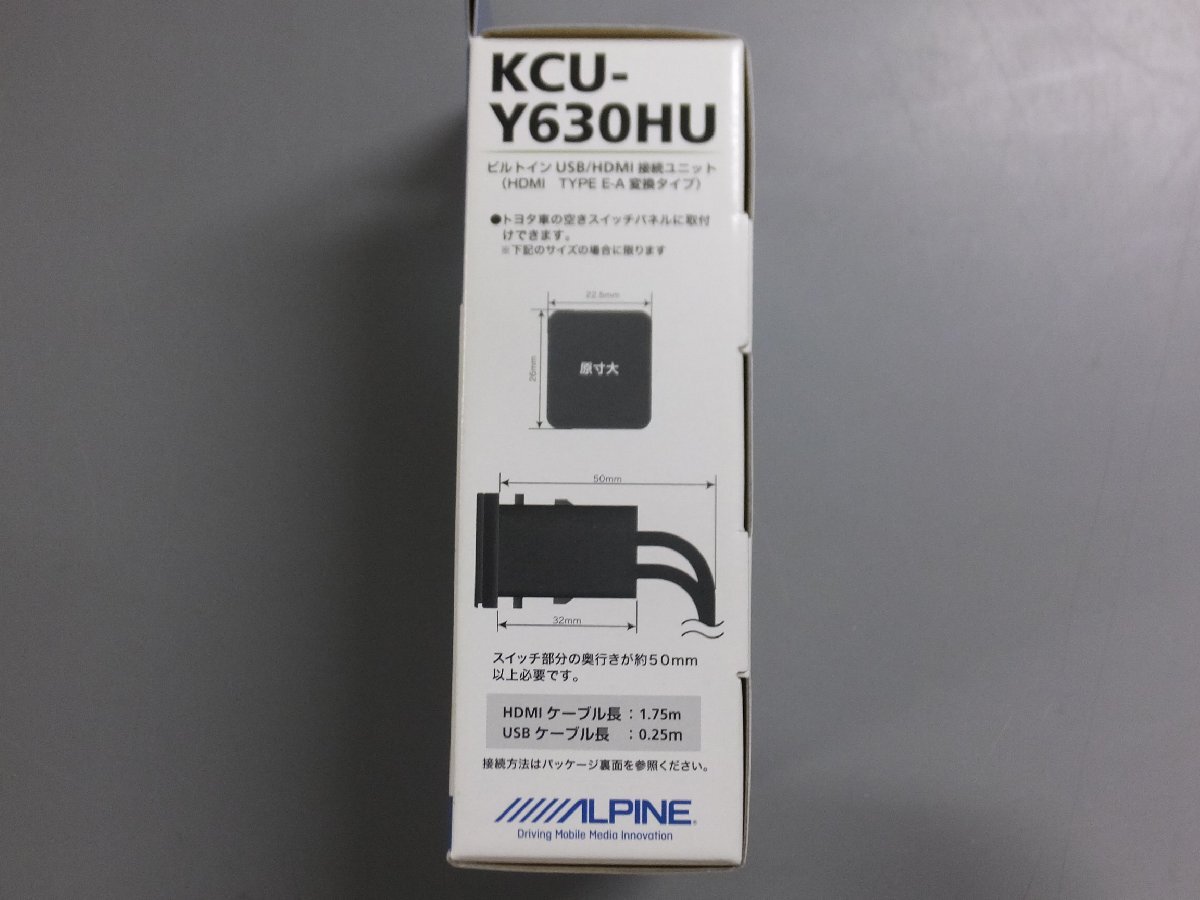 KCU-
Y630HU
ビルトイン USB/HDMI 接続ユニット
(HDMI TYPE E-A 変換タイプ)
●トヨタ車の空きスイッチパネルに取付
けできます。
※下記のサイズの場合に限ります
22.5mm
26mm
原寸大
50mm
32mm
スイッチ部分の奥行きが約50mm
以上必要です。
HDMI ケーブル長 : 1.75m
USB ケーブル長 : 0.25m
接続方法はパッケージ裏面を参照ください。
ALPINE
Driving Mobile Media Innovation